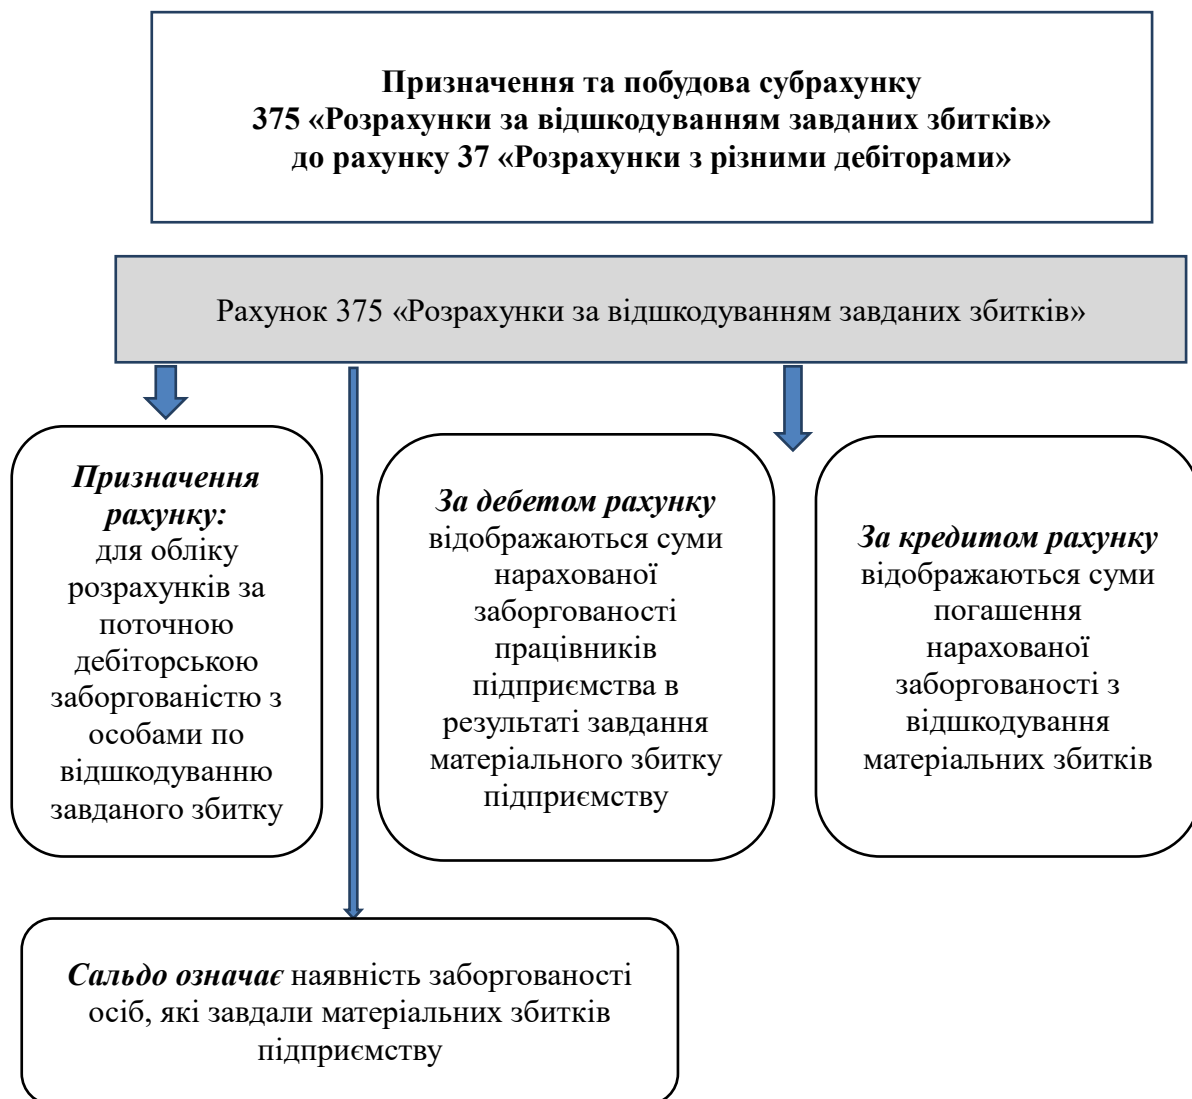 Призначення та побудова субрахунку
375 «Розрахунки за відшкодуванням завданих збитків»
до рахунку 37 «Розрахунки з різними дебіторами»
Рахунок 375 «Розрахунки за відшкодуванням завданих збитків»
Призначення
рахунку:
для обліку
розрахунків за
поточною
дебіторською
заборгованістю з
особами по
відшкодуванню
завданого збитку
За дебетом рахунку
відображаються суми
нарахованої
заборгованості
працівників
підприємства в
результаті завдання
матеріального збитку
підприємству
За кредитом рахунку
відображаються суми
погашення
нарахованої
заборгованості з
відшкодування
матеріальних збитків
Сальдо означає наявність заборгованості
осіб, які завдали матеріальних збитків
підприємству